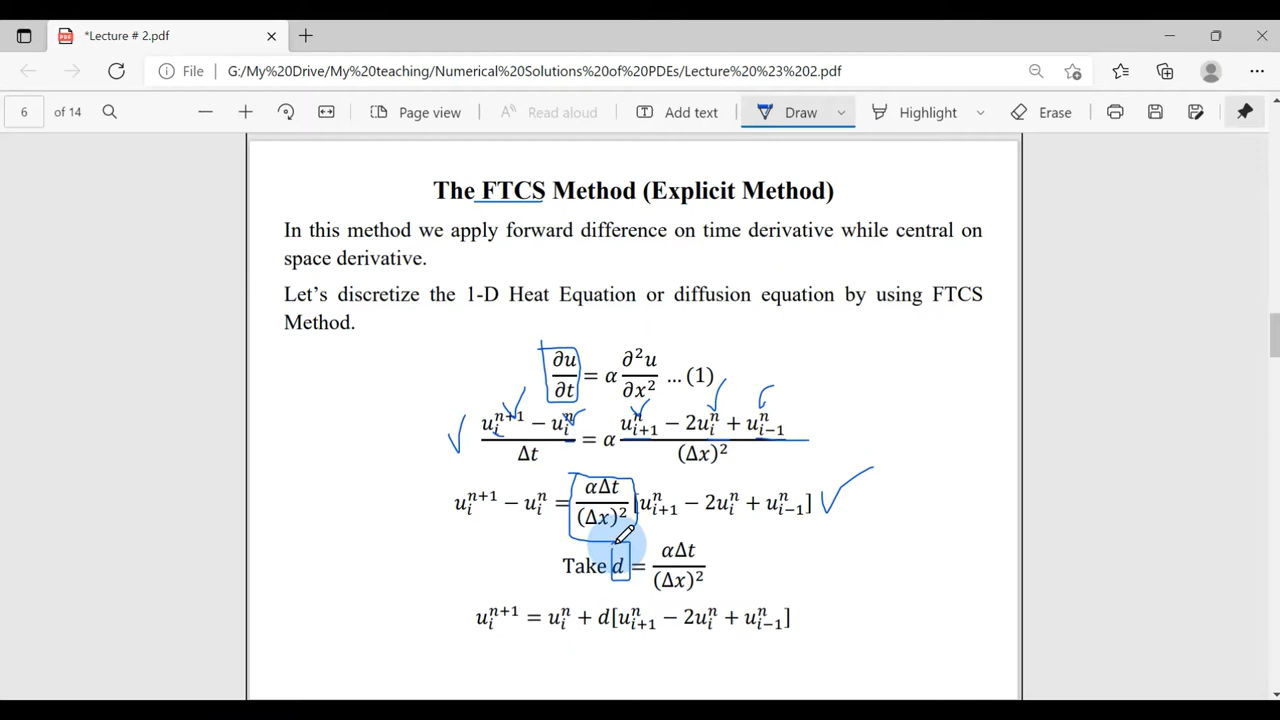 *Lecture # 2.pdf
File G:/My%20Drive/My%20teaching/Numerical%20Solutions%20of%20PDEs/Lecture%20%23%202.pdf
6 of 14 Page view Read aloud Add text Draw Highlight Erase
The FTCS Method (Explicit Method)
In this method we apply forward difference on time derivative while central on
space derivative.
Let's discretize the 1-D Heat Equation or diffusion equation by using FTCS
Method.
∂u/∂t = α ∂²u/∂x² … (1)
(u_i^{n+1} − u_i^n)/Δt = α (u_{i+1}^n − 2u_i^n + u_{i−1}^n)/(Δx)²
u_i^{n+1} − u_i^n = αΔt/(Δx)² [u_{i+1}^n − 2u_i^n + u_{i−1}^n]
Take d = αΔt/(Δx)²
u_i^{n+1} = u_i^n + d[u_{i+1}^n − 2u_i^n + u_{i−1}^n]